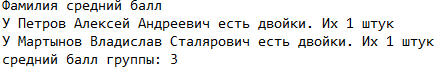 Фамилия средний балл
У Петров Алексей Андреевич есть двойки. Их 1 штук
У Мартынов Владислав Сталярович есть двойки. Их 1 штук
средний балл группы: 3